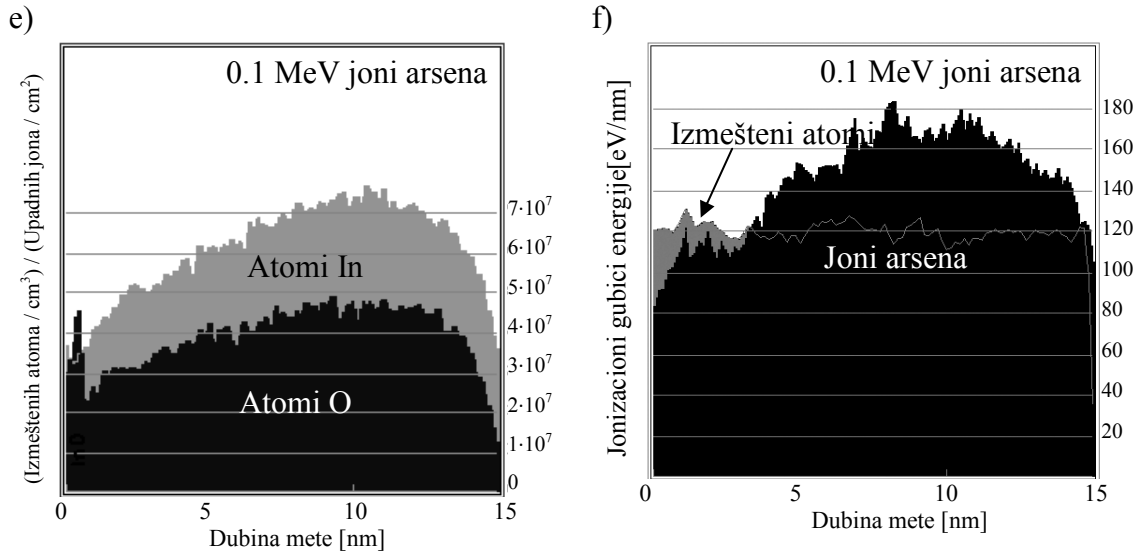 e)
0.1 MeV joni arsena
(Izmeštenih atoma / cm³) / (Upadnih jona / cm²)
Atomi In
Atomi O
7·10⁷
6·10⁷
5·10⁷
4·10⁷
3·10⁷
2·10⁷
1·10⁷
0
0 5 10 15
Dubina mete [nm]
f)
0.1 MeV joni arsena
Jonizacioni gubici energije[eV/nm]
Izmešteni atomi
Joni arsena
180
160
140
120
100
80
60
40
20
0 5 10 15
Dubina mete [nm]